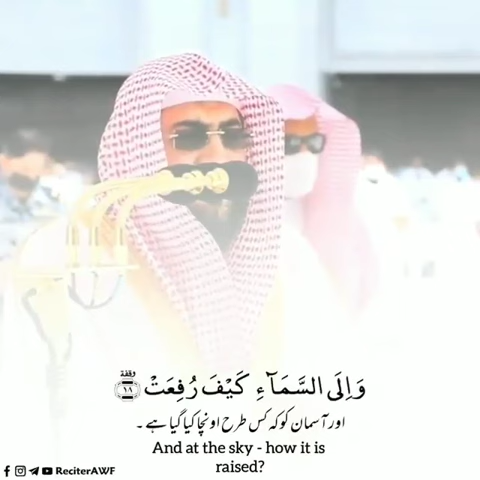 وَاِلَى السَّمَآءِ كَيْفَ رُفِعَتْ ۝١٨ وقفة
اور آسمان کو کہ کس طرح اونچا کیا گیا ہے ۔
And at the sky - how it is
raised?
ReciterAWF